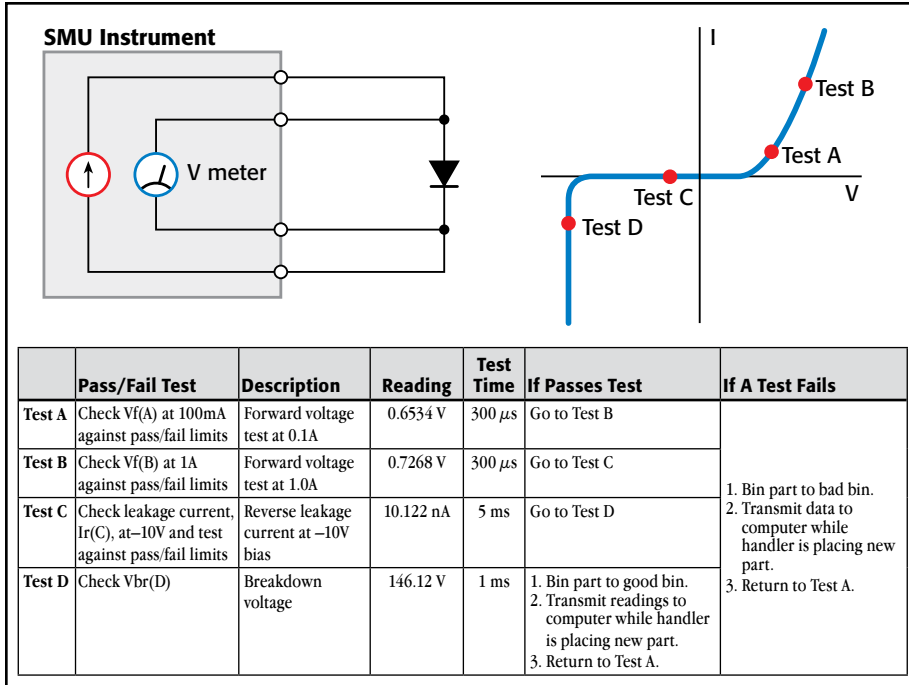 SMU Instrument
V meter
I
Test B
Test A
V
Test C
Test D
Pass/Fail Test
Description
Reading
Test
Time
If Passes Test
If A Test Fails
Test A
Check Vf(A) at 100mA
against pass/fail limits
Forward voltage
test at 0.1A
0.6534 V
300 μs
Go to Test B
Test B
Check Vf(B) at 1A
against pass/fail limits
Forward voltage
test at 1.0A
0.7268 V
300 μs
Go to Test C
Test C
Check leakage current,
Ir(C), at–10V and test
against pass/fail limits
Reverse leakage
current at –10V
bias
10.122 nA
5 ms
Go to Test D
Test D
Check Vbr(D)
Breakdown
voltage
146.12 V
1 ms
1. Bin part to good bin.
2. Transmit readings to
computer while handler
is placing new part.
3. Return to Test A.
1. Bin part to bad bin.
2. Transmit data to
computer while
handler is placing new
part.
3. Return to Test A.